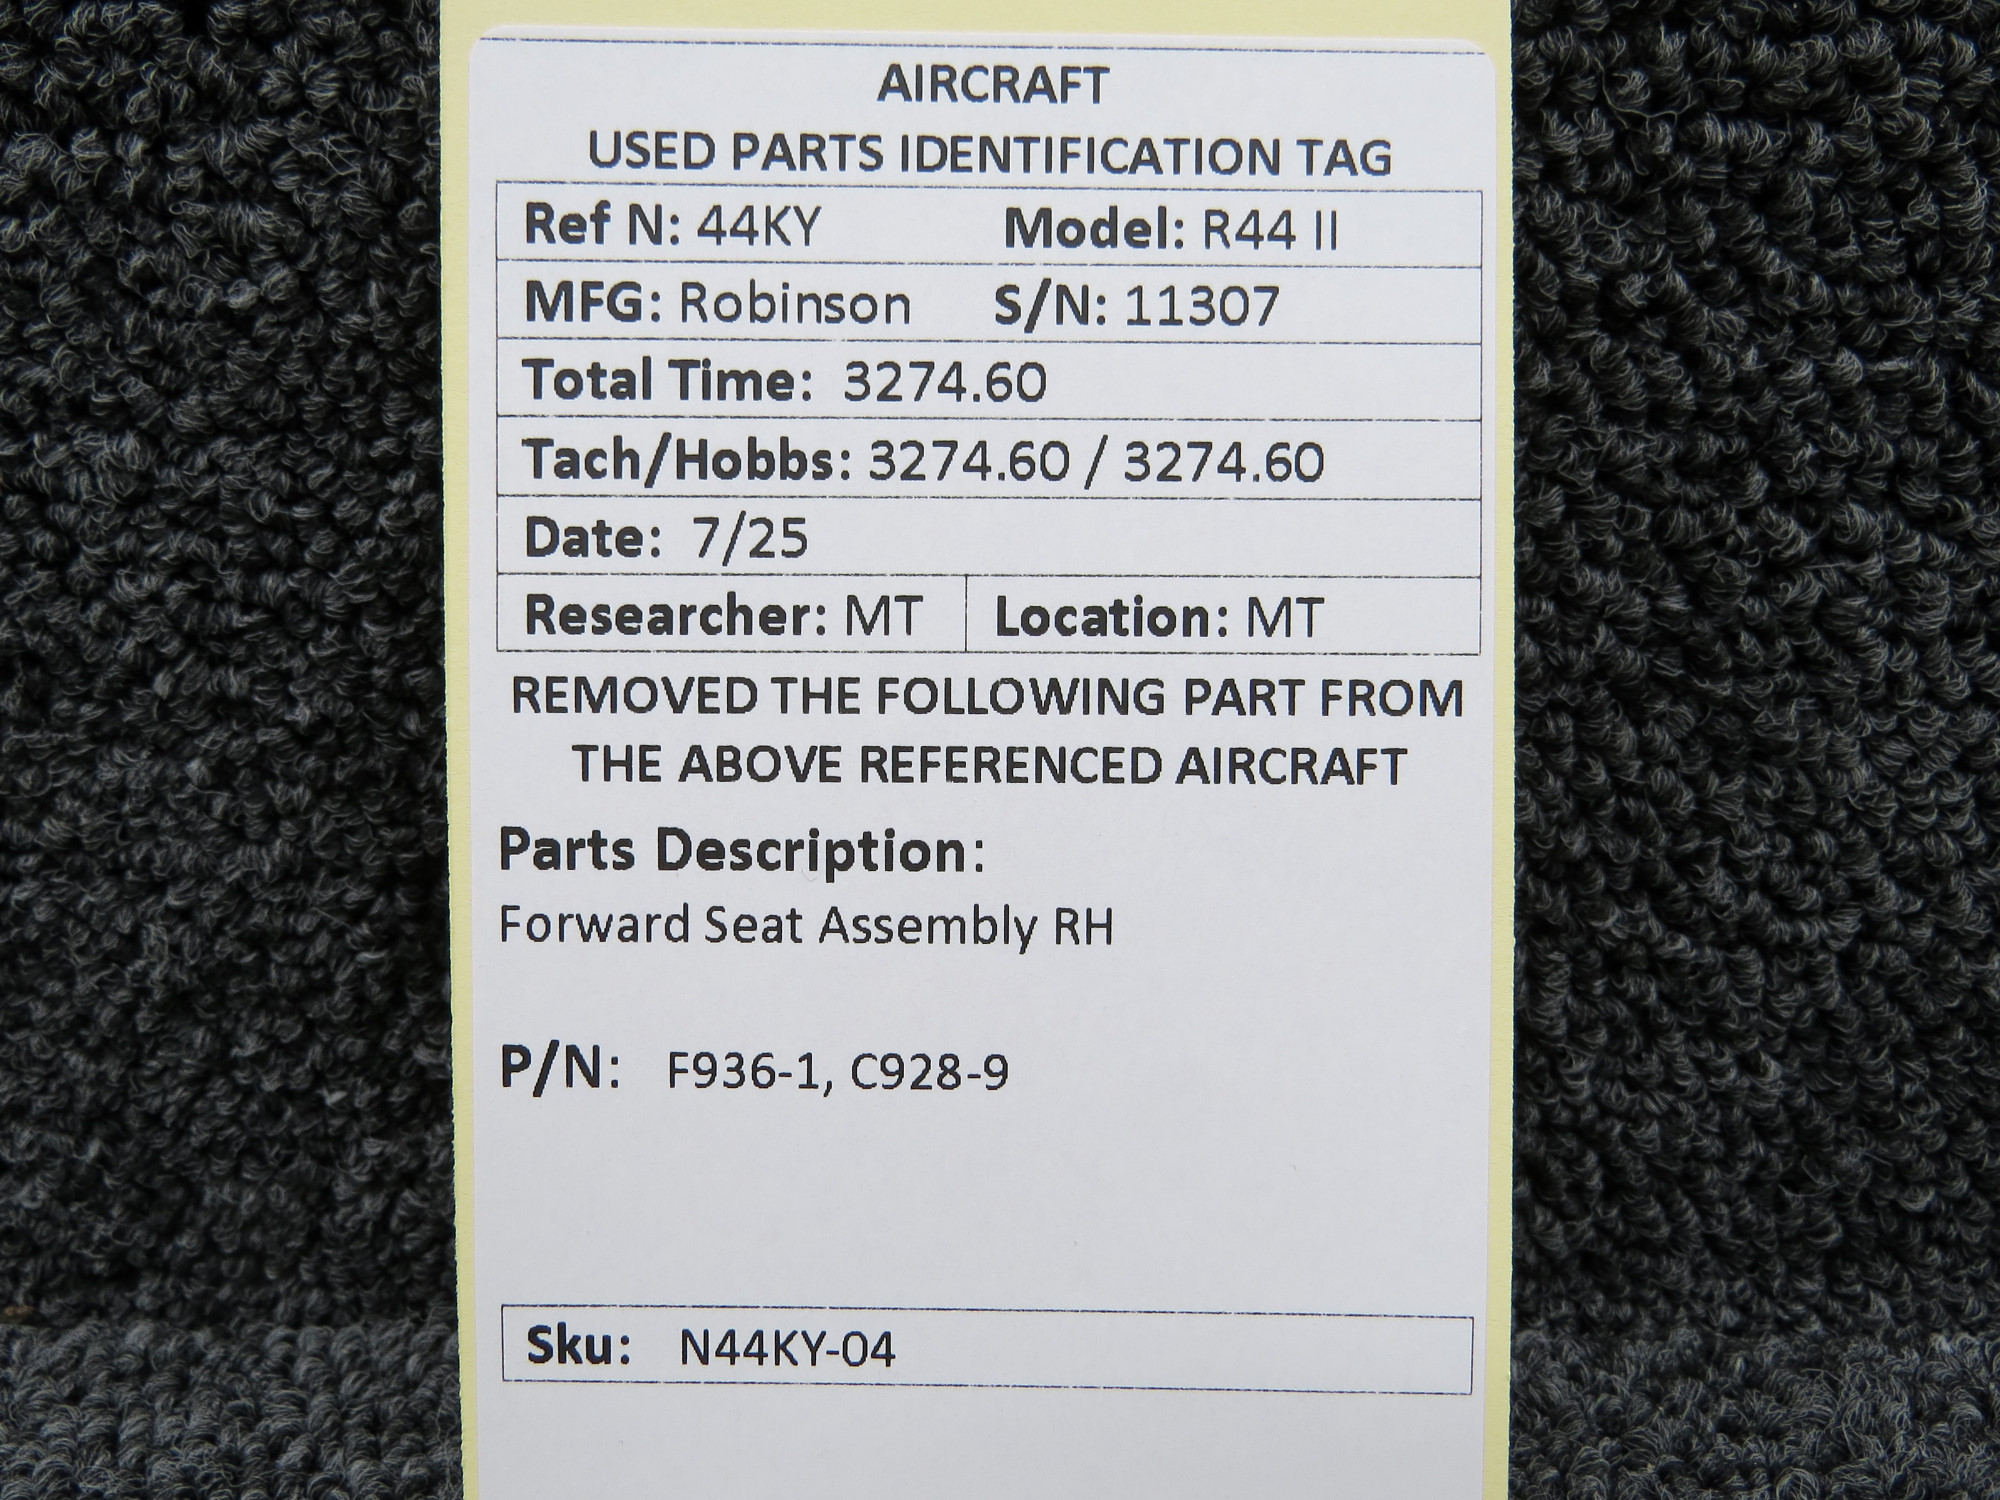 AIRCRAFT
USED PARTS IDENTIFICATION TAG
Ref N: 44KY Model: R44 II
MFG: Robinson S/N: 11307
Total Time: 3274.60
Tach/Hobbs: 3274.60 / 3274.60
Date: 7/25
Researcher: MT Location: MT
REMOVED THE FOLLOWING PART FROM
THE ABOVE REFERENCED AIRCRAFT
Parts Description:
Forward Seat Assembly RH
P/N: F936-1, C928-9
Sku: N44KY-04